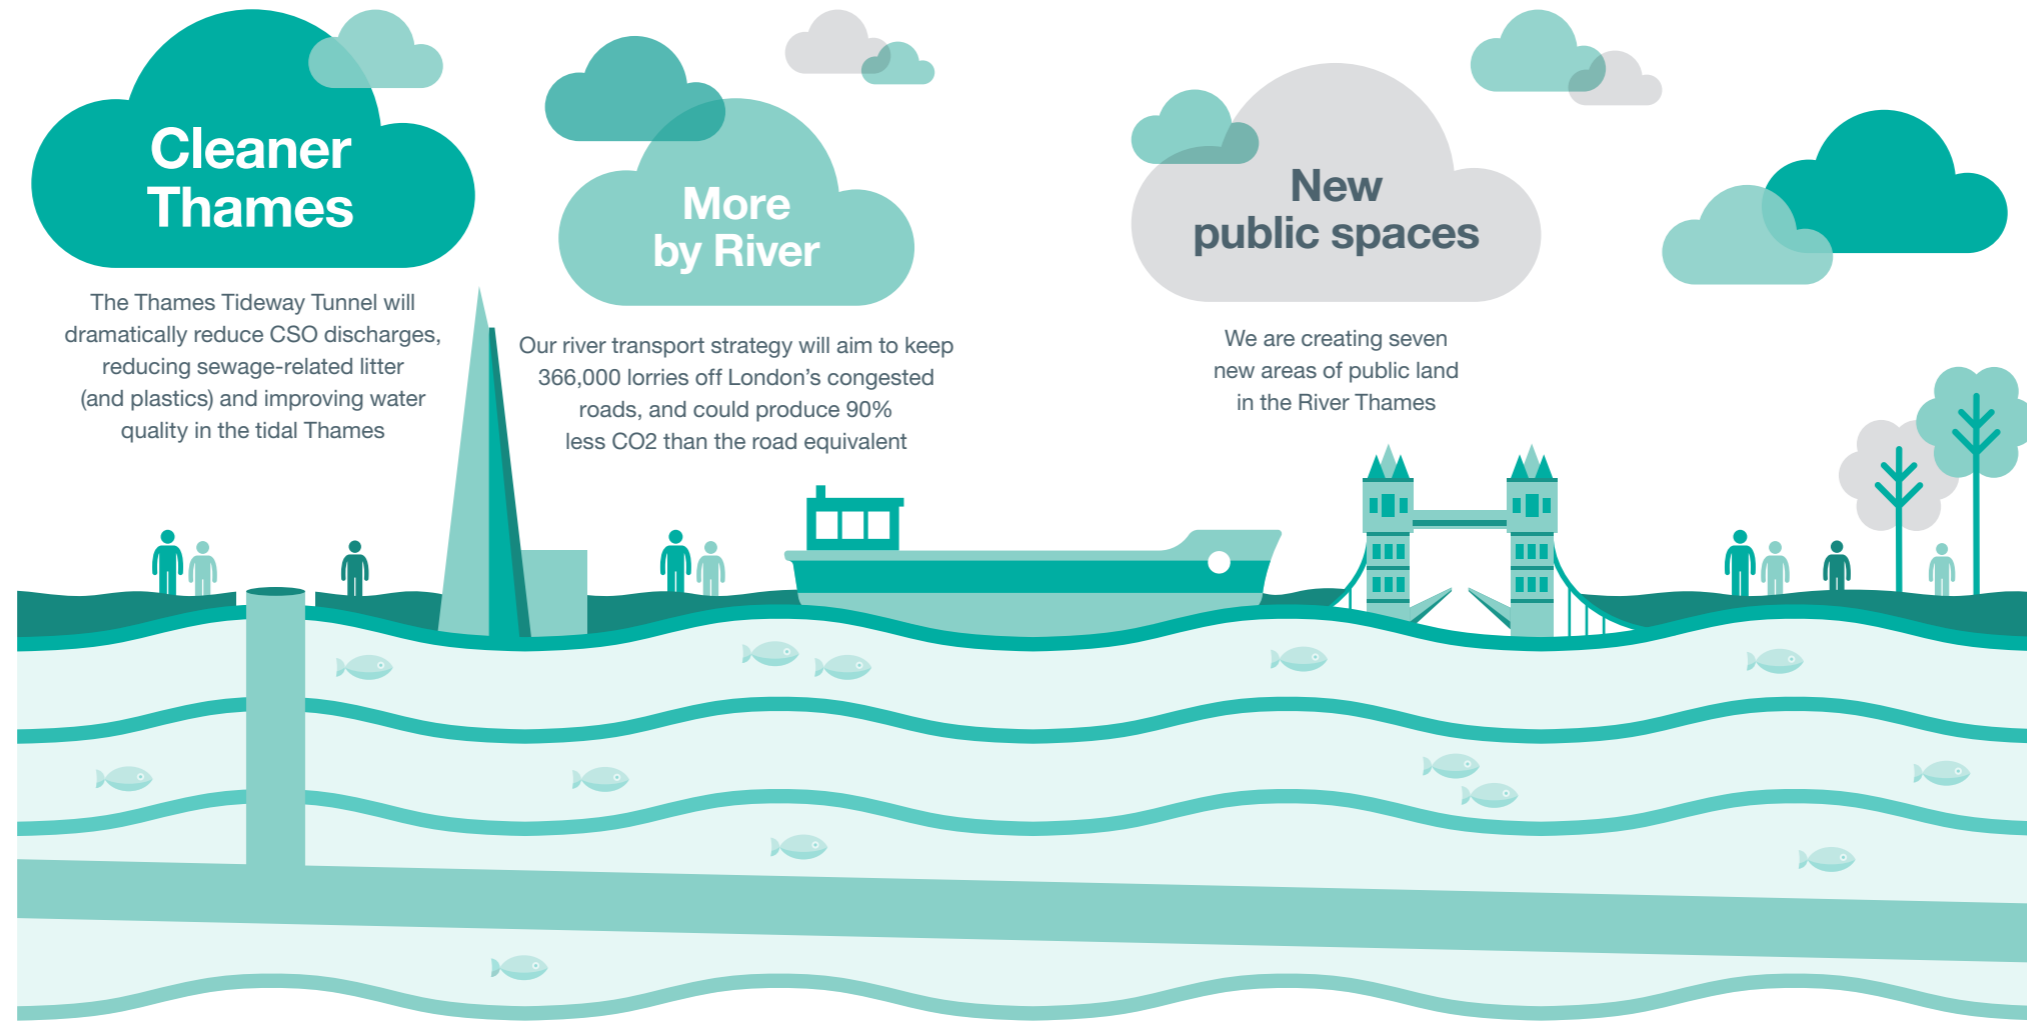 Cleaner
Thames
The Thames Tideway Tunnel will
dramatically reduce CSO discharges,
reducing sewage-related litter
(and plastics) and improving water
quality in the tidal Thames
More
by River
Our river transport strategy will aim to keep
366,000 lorries off London’s congested
roads, and could produce 90%
less CO2 than the road equivalent
New
public spaces
We are creating seven
new areas of public land
in the River Thames